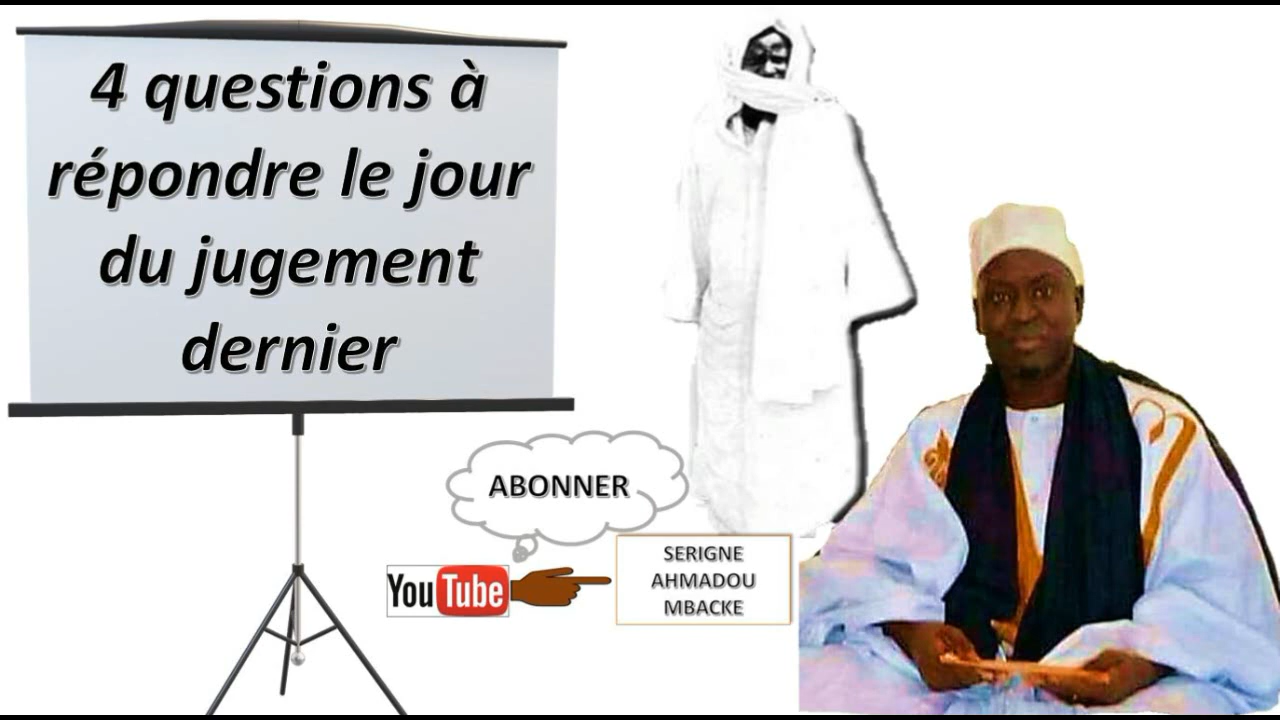 4 questions à
répondre le jour
du jugement
dernier
ABONNER
YouTube
SERIGNE
AHMADOU
MBACKE